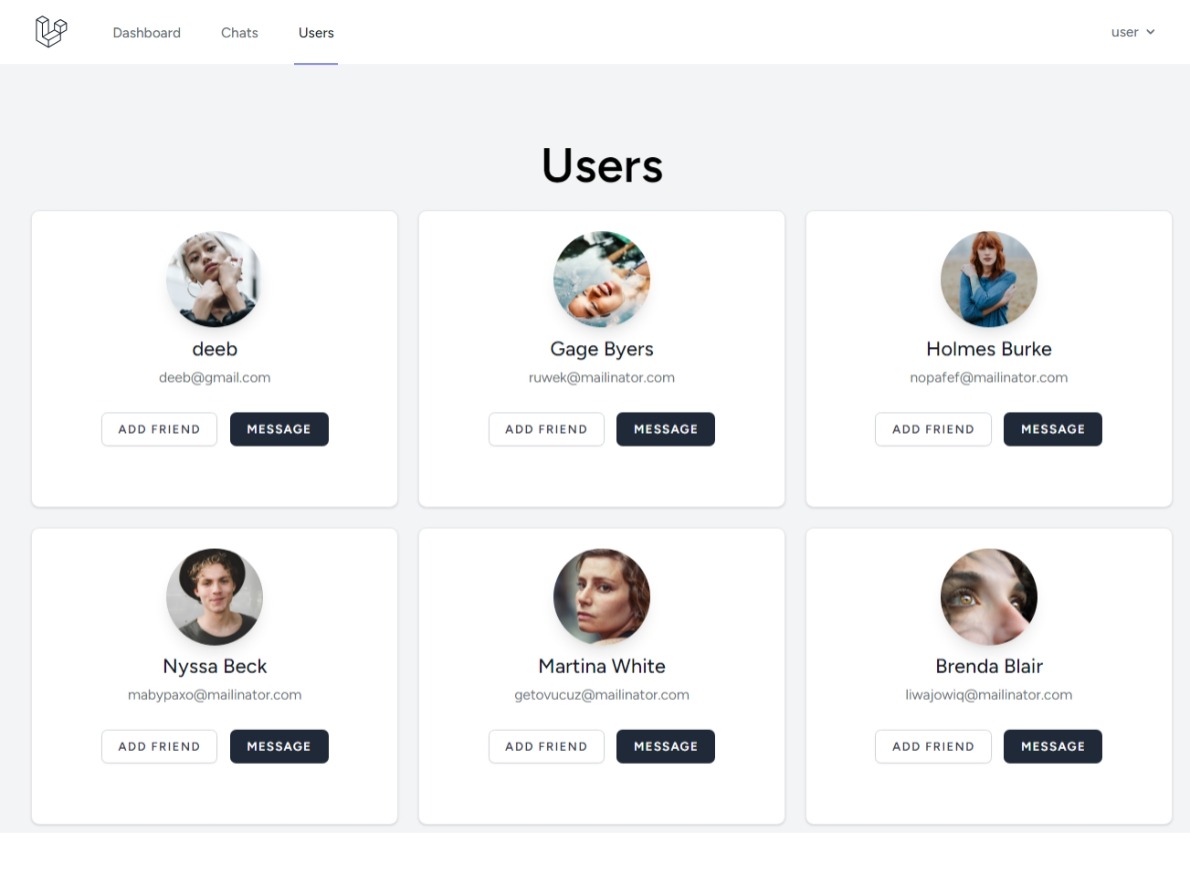 Dashboard Chats Users user
Users
deeb Gage Byers Holmes Burke
deeb@gmail.com ruwek@mailinator.com nopafef@mailinator.com
ADD FRIEND MESSAGE ADD FRIEND MESSAGE ADD FRIEND MESSAGE
Nyssa Beck Martina White Brenda Blair
mabypaxo@mailinator.com getovucuz@mailinator.com liwajowiq@mailinator.com
ADD FRIEND MESSAGE ADD FRIEND MESSAGE ADD FRIEND MESSAGE